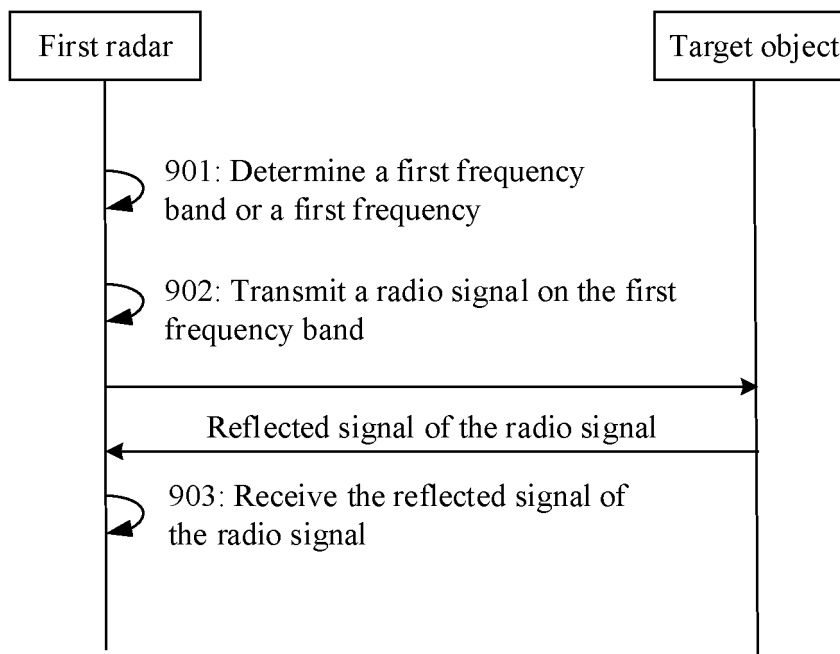 First radar
Target object
901: Determine a first frequency
band or a first frequency
902: Transmit a radio signal on the first
frequency band
Reflected signal of the radio signal
903: Receive the reflected signal of
the radio signal